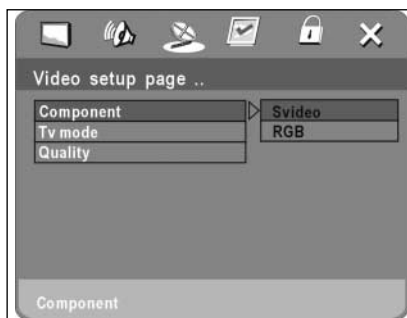 Video setup page ..
Component
Svideo
Tv mode
RGB
Quality
Component